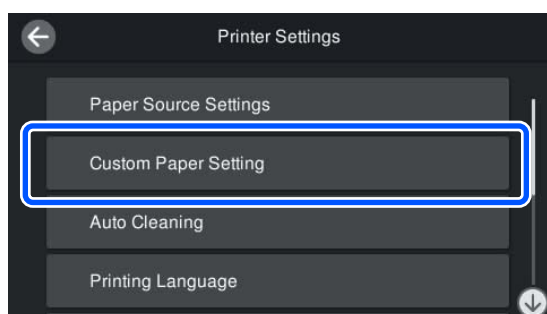 Printer Settings
Paper Source Settings
Custom Paper Setting
Auto Cleaning
Printing Language